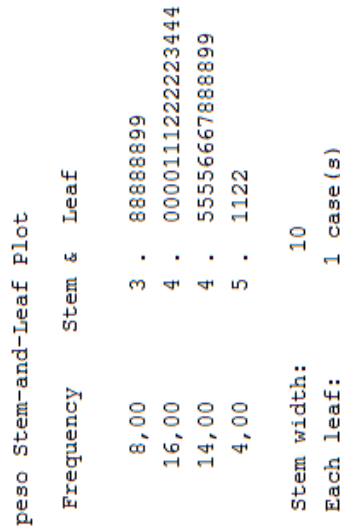 peso Stem-and-Leaf Plot
Frequency Stem & Leaf
8,00 3 . 88888899
16,00 4 . 0000111222223444
14,00 4 . 55556667888899
4,00 5 . 1122
Stem width: 10
Each leaf: 1 case(s)